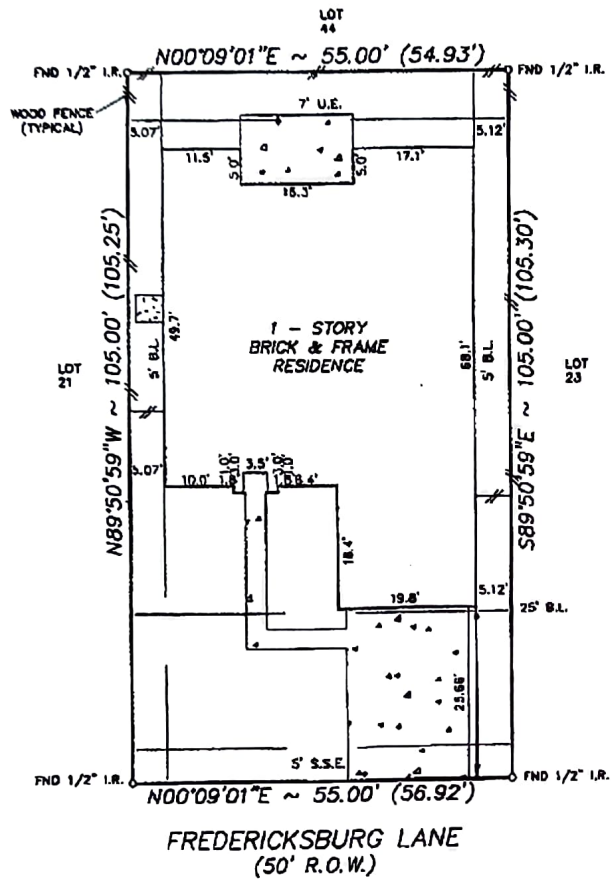 LOT
44
N00°09'01"E ~ 55.00' (54.93')
FND 1/2" I.R.
FND 1/2" I.R.
WOOD FENCE
(TYPICAL)
7' U.E.
5.07'
5.12'
11.5'
5.0'
5.0'
17.1'
15.3'
N89°50'59"W ~ 105.00' (105.25')
49.7'
5' B.L.
1 - STORY
BRICK & FRAME
RESIDENCE
68.1'
5' B.L.
S89°50'59"E ~ 105.00' (105.30')
LOT
21
LOT
23
5.07'
10.0'
1.0'
3.5'
18.4'
5.12'
19.8'
25' B.L.
25.66'
5' S.S.E.
FND 1/2" I.R.
FND 1/2" I.R.
N00°09'01"E ~ 55.00' (56.92')
FREDERICKSBURG LANE
(50' R.O.W.)